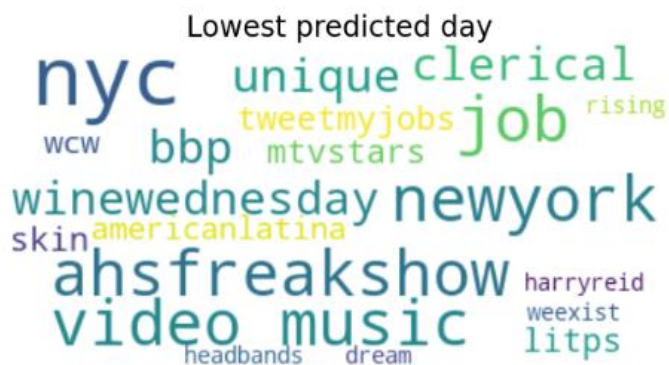 Lowest predicted day
nyc unique clerical
tweetmyjobs job rising
wcw bbp mtvstars
winewednesday newyork
skin americanlatina
ahsfreakshow harryreid
video music weexist
litps
headbands dream